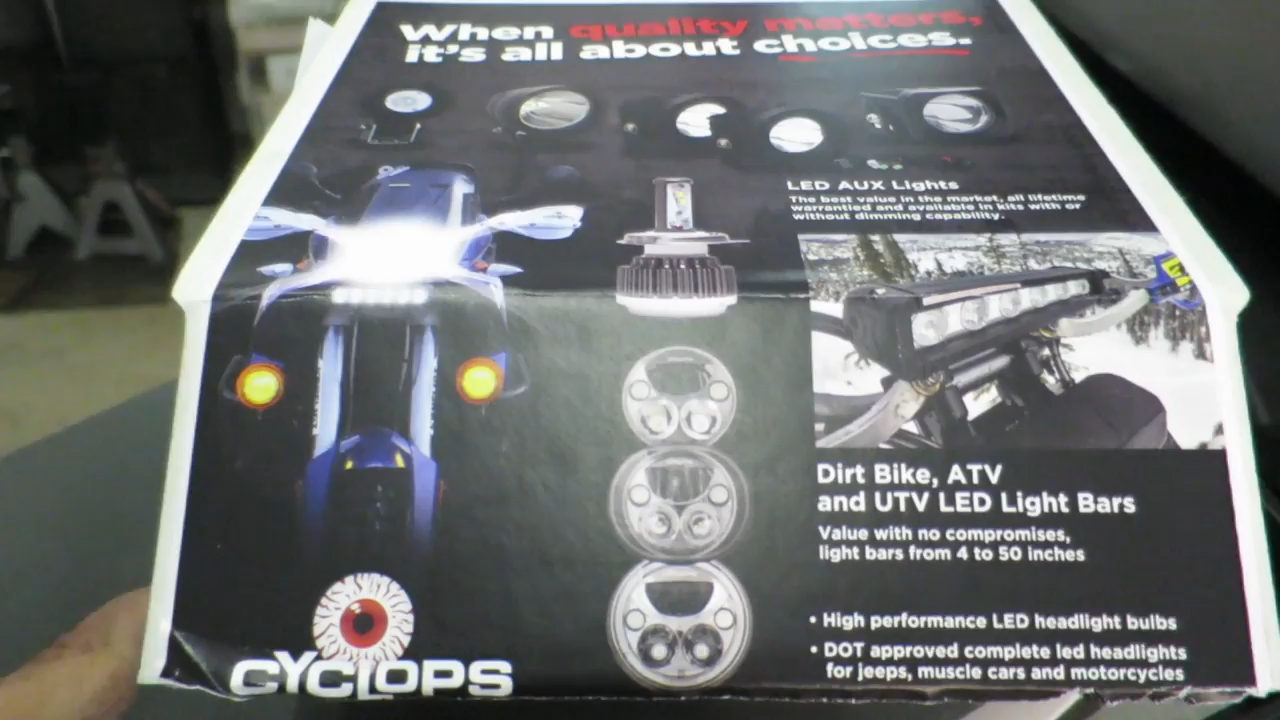 When quality matters,
it's all about choices.
LED AUX Lights
The best value in the market, all lifetime
warrantied and available in kits with or
without dimming capability.
Dirt Bike, ATV
and UTV LED Light Bars
Value with no compromises,
light bars from 4 to 50 inches
• High performance LED headlight bulbs
• DOT approved complete led headlights
for jeeps, muscle cars and motorcycles
CYCLOPS